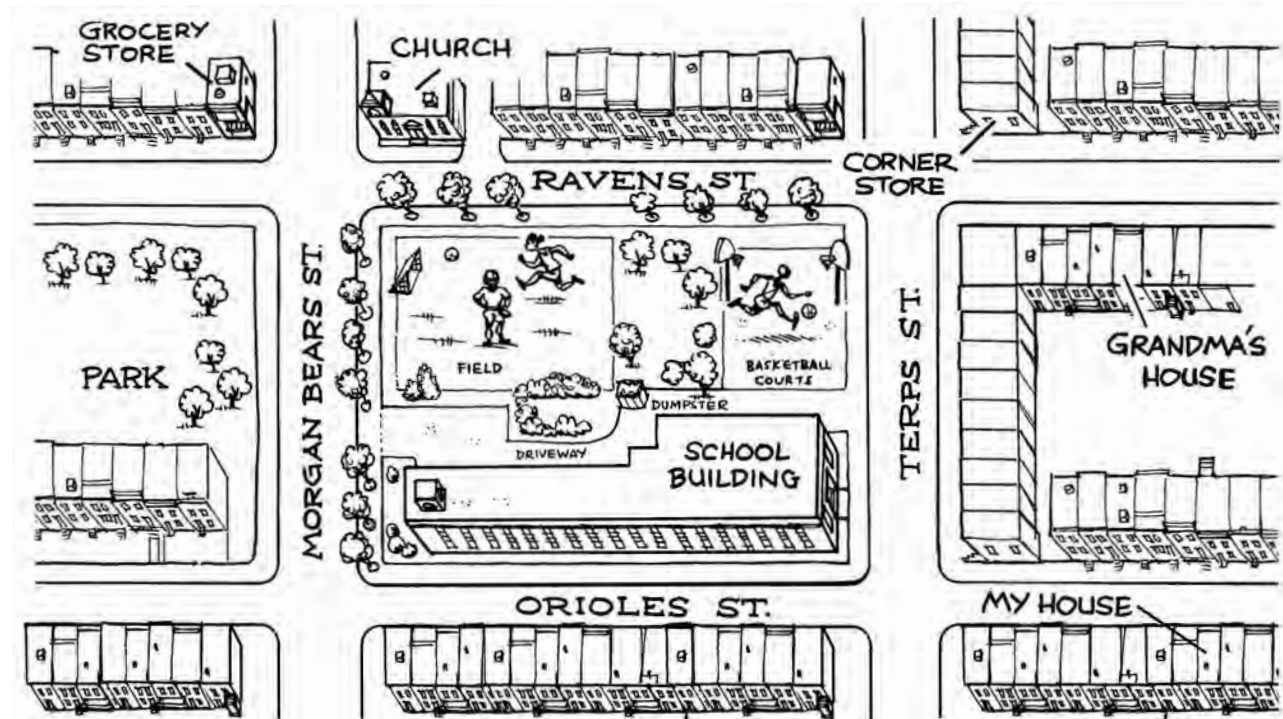 GROCERY
STORE
CHURCH
CORNER
STORE
RAVENS ST
MORGAN BEARS ST.
TERPS ST.
PARK
FIELD
BASKETBALL
COURTS
DUMPSTER
DRIVEWAY
SCHOOL
BUILDING
GRANDMA'S
HOUSE
ORIOLES ST.
MY HOUSE